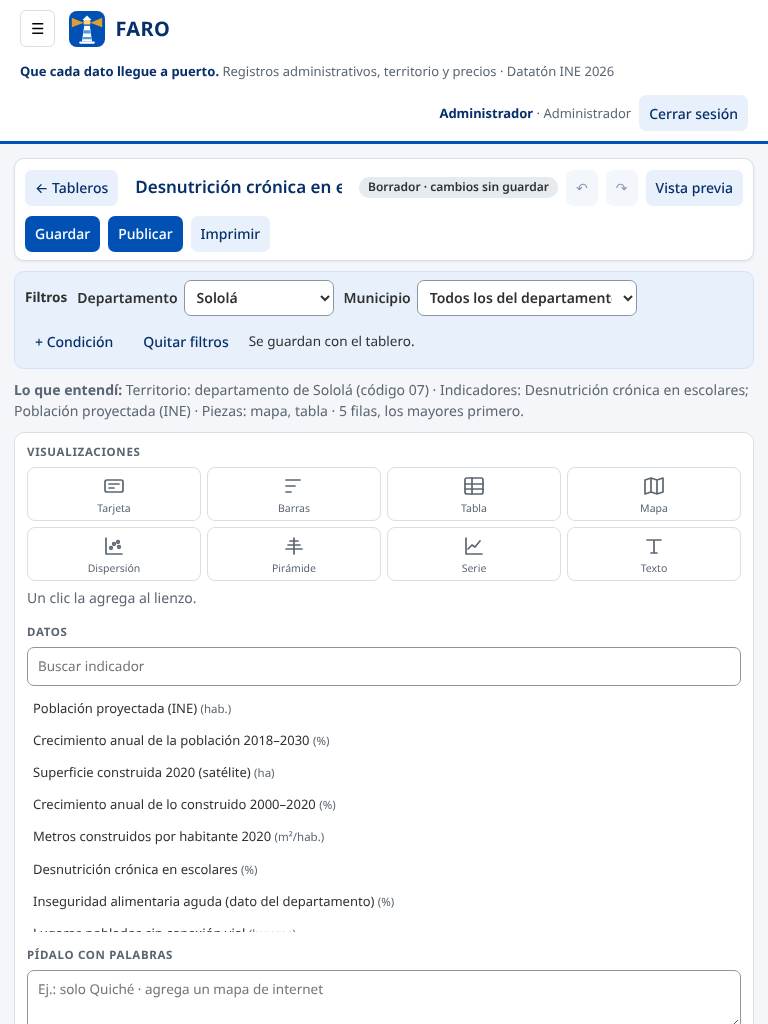 ☰ FARO
Que cada dato llegue a puerto. Registros administrativos, territorio y precios · Datatón INE 2026
Administrador · Administrador Cerrar sesión
← Tableros Desnutrición crónica en e Borrador · cambios sin guardar ↶ ↷ Vista previa
Guardar Publicar Imprimir
Filtros Departamento Sololá Municipio Todos los del departament
+ Condición Quitar filtros Se guardan con el tablero.
Lo que entendí: Territorio: departamento de Sololá (código 07) · Indicadores: Desnutrición crónica en escolares;
Población proyectada (INE) · Piezas: mapa, tabla · 5 filas, los mayores primero.
VISUALIZACIONES
Tarjeta Barras Tabla Mapa
Dispersión Pirámide Serie Texto
Un clic la agrega al lienzo.
DATOS
Buscar indicador
Población proyectada (INE) (hab.)
Crecimiento anual de la población 2018–2030 (%)
Superficie construida 2020 (satélite) (ha)
Crecimiento anual de lo construido 2000–2020 (%)
Metros construidos por habitante 2020 (m²/hab.)
Desnutrición crónica en escolares (%)
Inseguridad alimentaria aguda (dato del departamento) (%)
Lugares poblados sin conexión vial
PÍDALO CON PALABRAS
Ej.: solo Quiché · agrega un mapa de internet